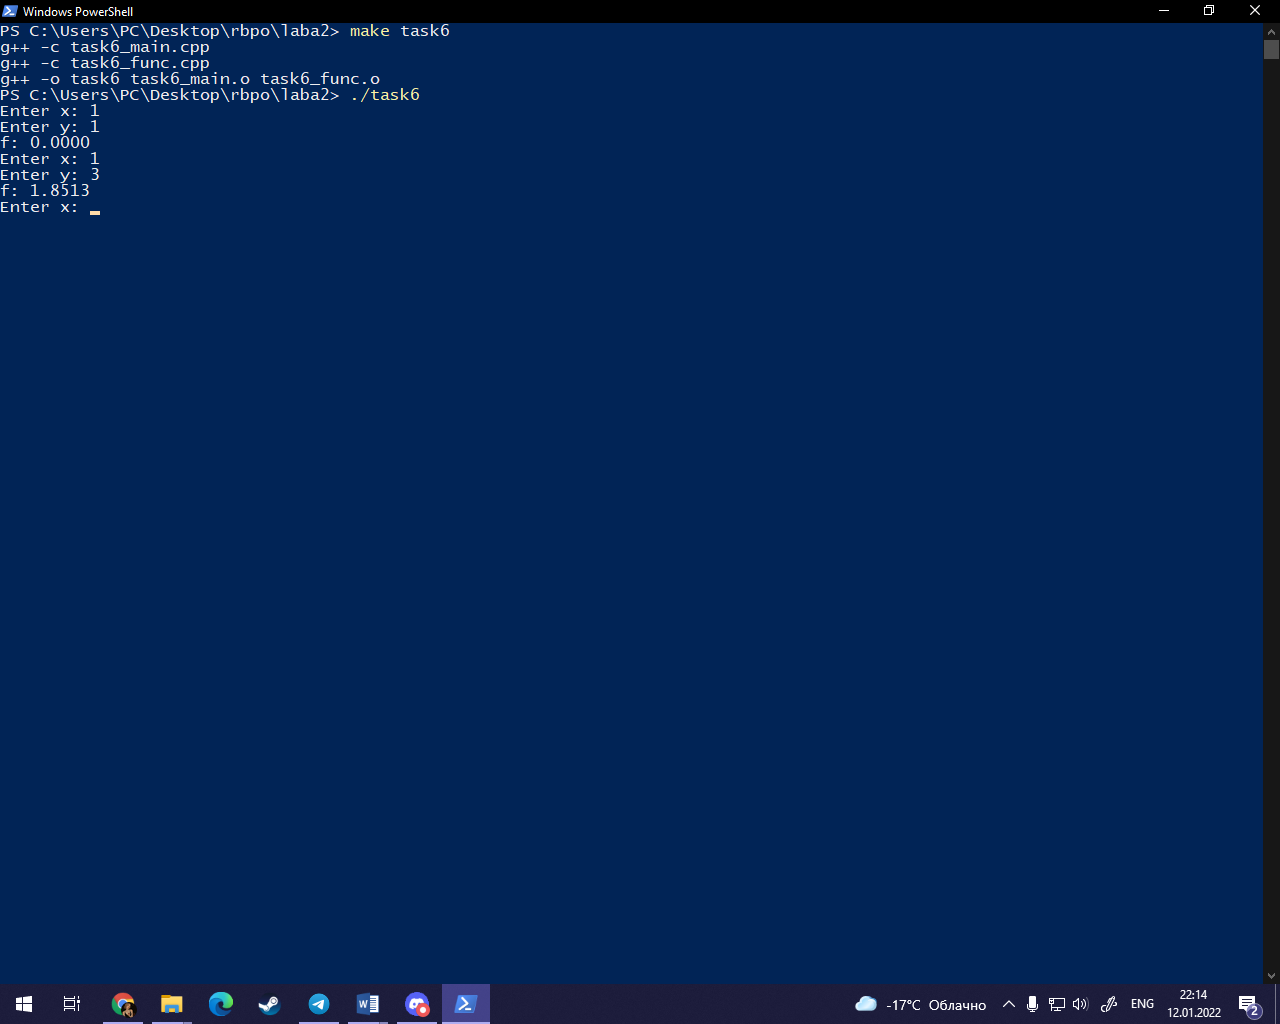 Windows PowerShell
PS C:\Users\PC\Desktop\rbpo\laba2> make task6
g++ -c task6_main.cpp
g++ -c task6_func.cpp
g++ -o task6 task6_main.o task6_func.o
PS C:\Users\PC\Desktop\rbpo\laba2> ./task6
Enter x: 1
Enter y: 1
f: 0.0000
Enter x: 1
Enter y: 3
f: 1.8513
Enter x:
-17°C Облачно
ENG
22:14
12.01.2022
2